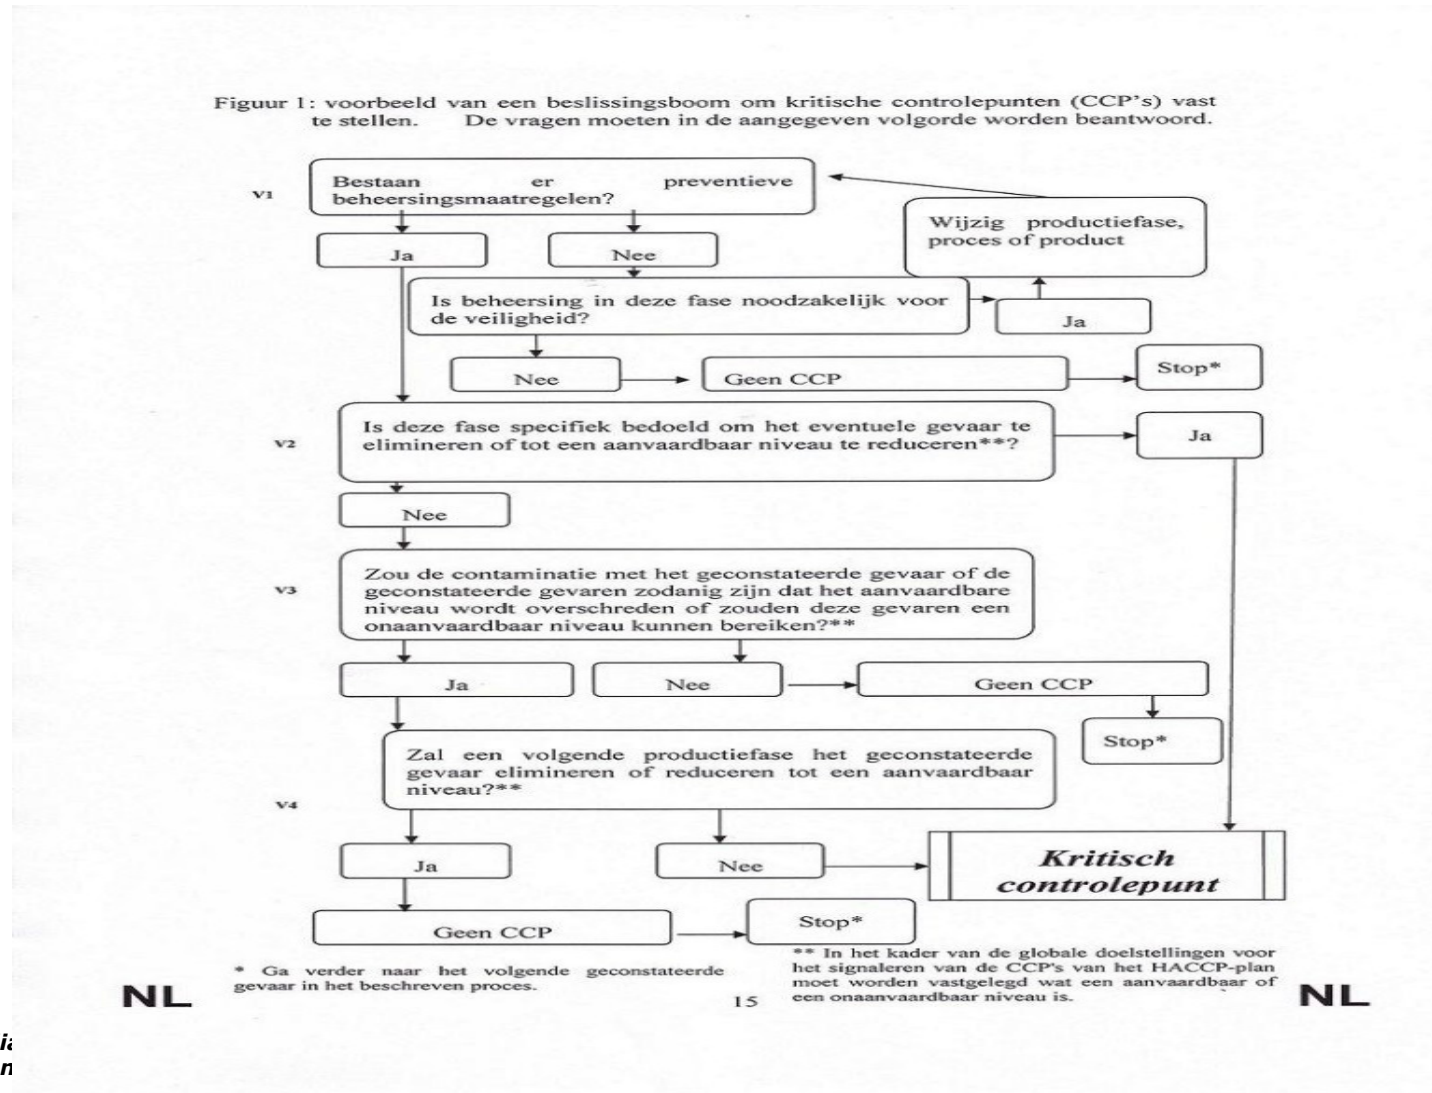 Figuur 1: voorbeeld van een beslissingsboom om kritische controlepunten (CCP's) vast
te stellen. De vragen moeten in de aangegeven volgorde worden beantwoord.
V1
Bestaan er preventieve
beheersingsmaatregelen?
Wijzig productiefase,
proces of product
Ja
Nee
Is beheersing in deze fase noodzakelijk voor
de veiligheid?
Ja
Nee
Geen CCP
Stop*
V2
Is deze fase specifiek bedoeld om het eventuele gevaar te
elimineren of tot een aanvaardbaar niveau te reduceren**?
Ja
Nee
V3
Zou de contaminatie met het geconstateerde gevaar of de
geconstateerde gevaren zodanig zijn dat het aanvaardbare
niveau wordt overschreden of zouden deze gevaren een
onaanvaardbaar niveau kunnen bereiken?**
Ja
Nee
Geen CCP
Stop*
Zal een volgende productiefase het geconstateerde
gevaar elimineren of reduceren tot een aanvaardbaar
niveau?**
V4
Ja
Nee
Kritisch
controlepunt
Geen CCP
Stop*
* Ga verder naar het volgende geconstateerde
gevaar in het beschreven proces.
** In het kader van de globale doelstellingen voor
het signaleren van de CCP's van het HACCP-plan
moet worden vastgelegd wat een aanvaardbaar of
een onaanvaardbaar niveau is.
NL
15
NL